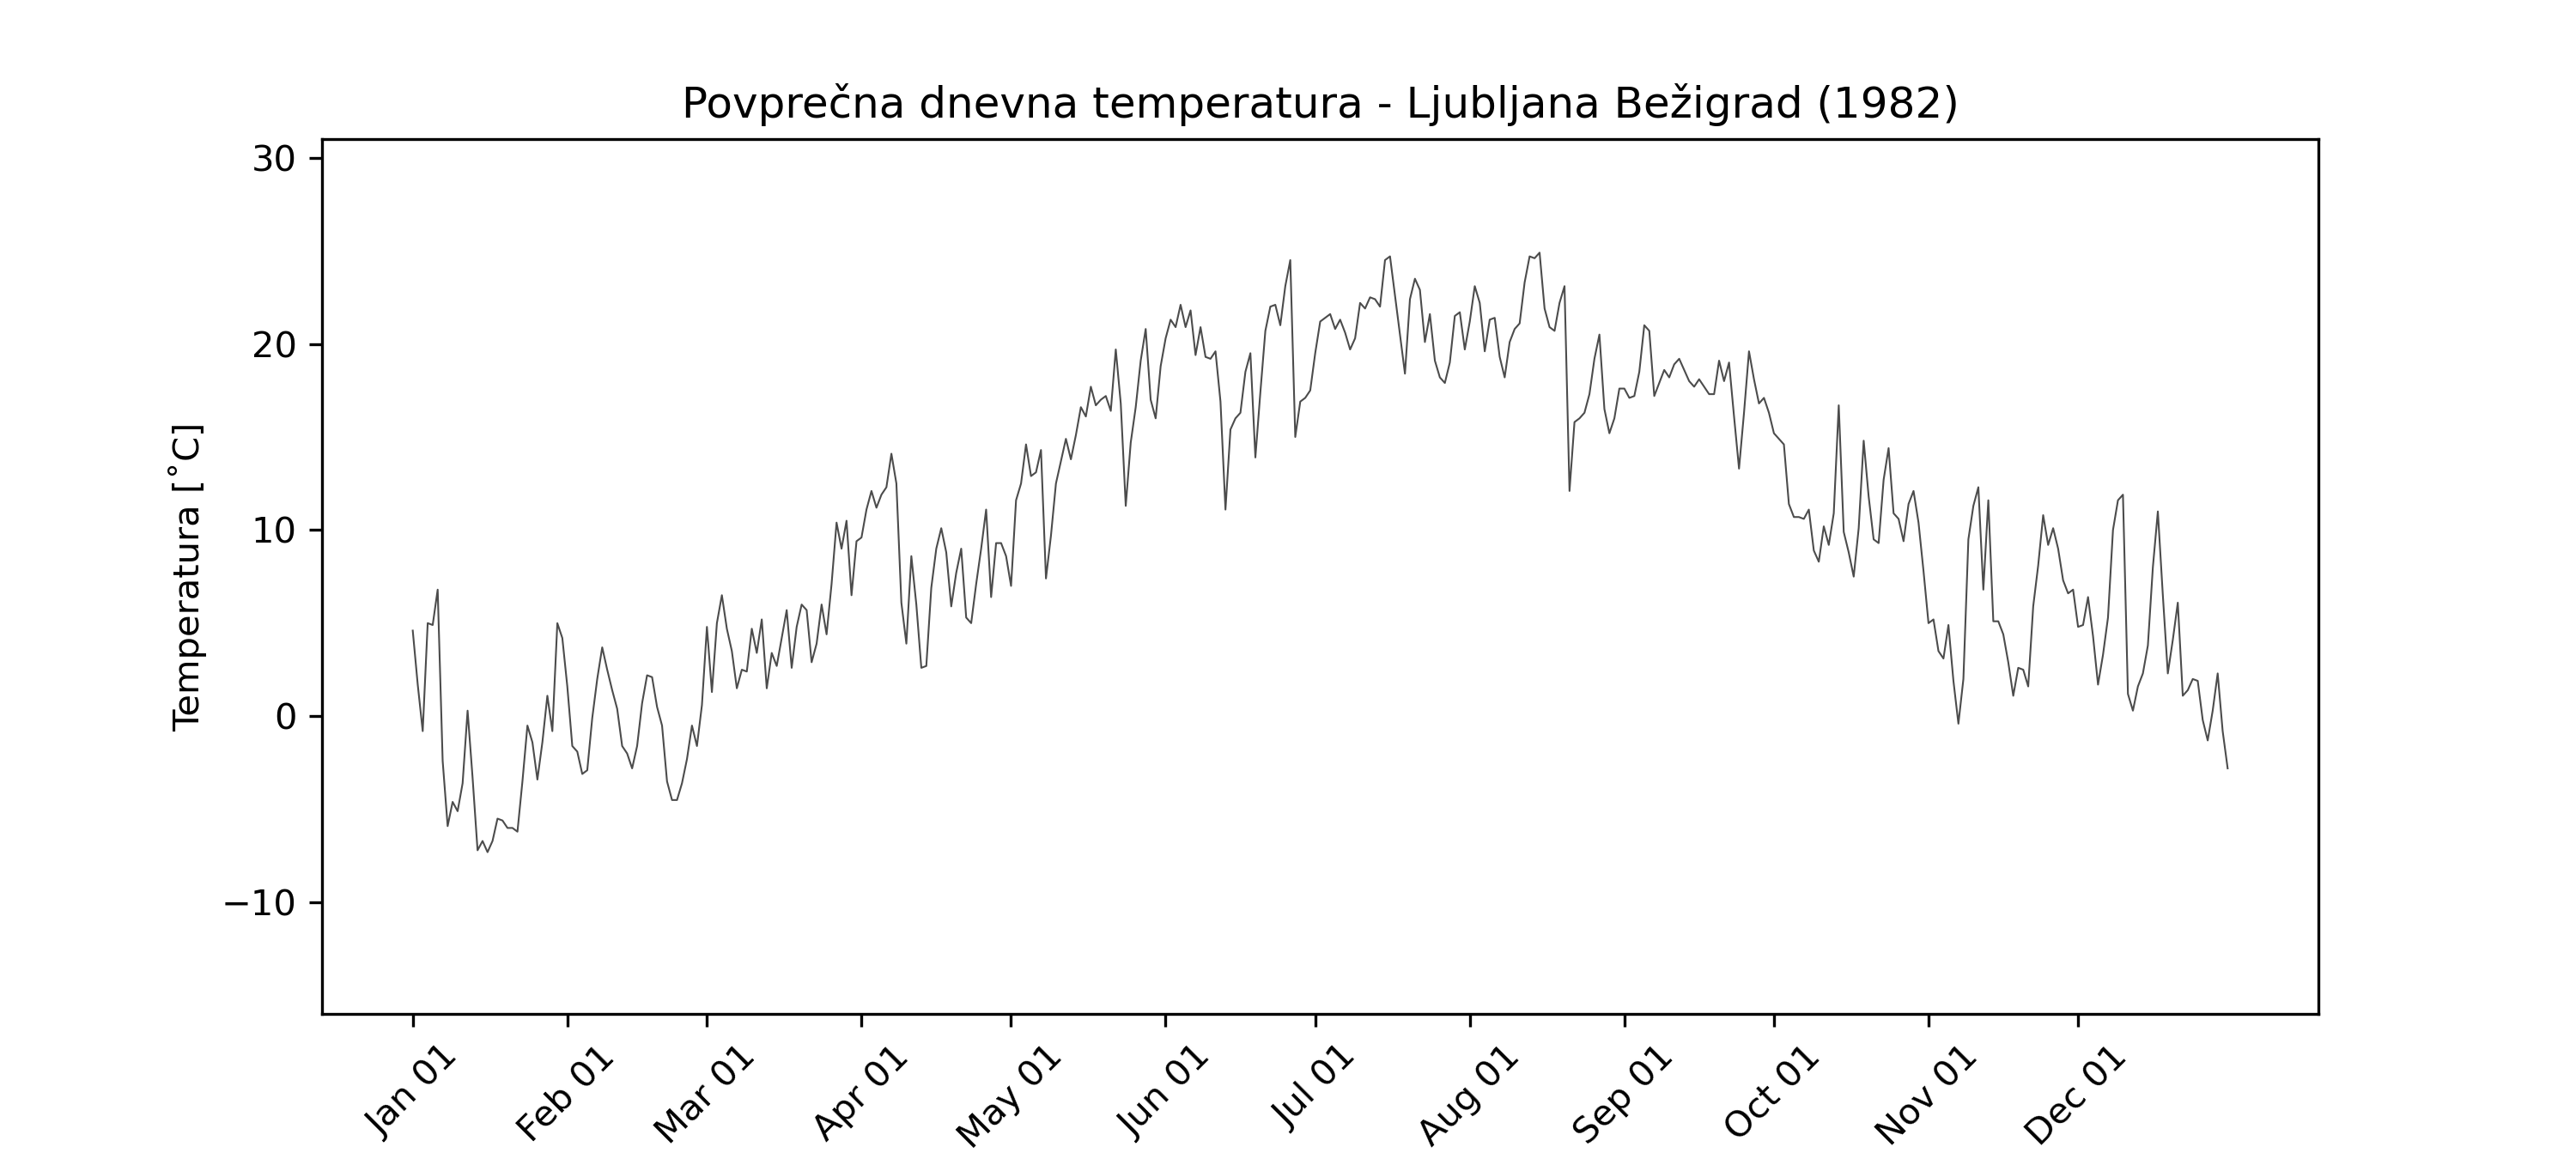 Povprečna dnevna temperatura - Ljubljana Bežigrad (1982)
30
20
10
0
−10
Temperatura [˚C]
Jan 01
Feb 01
Mar 01
Apr 01
May 01
Jun 01
Jul 01
Aug 01
Sep 01
Oct 01
Nov 01
Dec 01